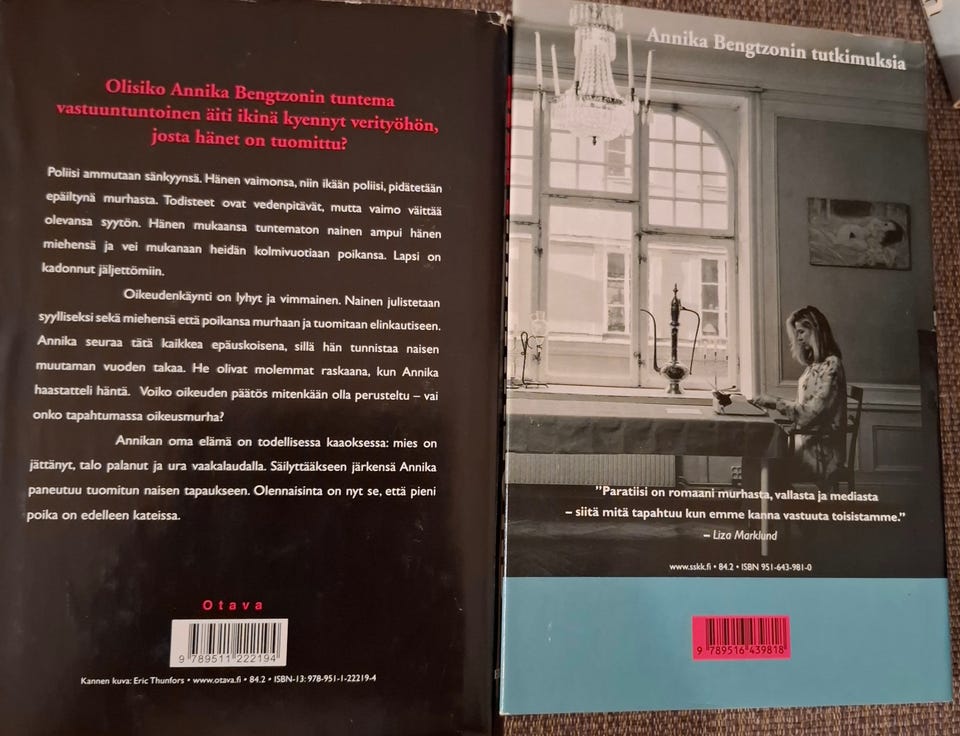 Olisiko Annika Bengtzonin tuntema
vastuuntuntoinen äiti ikinä kyennyt verityöhön,
josta hänet on tuomittu?
Poliisi ammutaan sänkyynsä. Hänen vaimonsa, niin ikään poliisi, pidätetään
epäiltynä murhasta. Todisteet ovat vedenpitävät, mutta vaimo väittää
olevansa syytön. Hänen mukaansa tuntematon nainen ampui hänen
miehensä ja vei mukanaan heidän kolmivuotiaan poikansa. Lapsi on
kadonnut jäljettömiin.
Oikeudenkäynti on lyhyt ja vimmainen. Nainen julistetaan
syylliseksi sekä miehensä että poikansa murhaan ja tuomitaan elinkautiseen.
Annika seuraa tätä kaikkea epäuskoisena, sillä hän tunnistaa naisen
muutaman vuoden takaa. He olivat molemmat raskaana, kun Annika
haastatteli häntä. Voiko oikeuden päätös mitenkään olla perusteltu – vai
onko tapahtumassa oikeusmurha?
Annikan oma elämä on todellisessa kaaoksessa: mies on
jättänyt, talo palanut ja ura vaakalaudalla. Säilyttääkseen järkensä Annika
paneutuu tuomitun naisen tapaukseen. Olennaisinta on nyt se, että pieni
poika on edelleen kateissa.
Otava
9 789511 222194
Kannen kuva: Eric Thunfors • www.otava.fi • 84.2 • ISBN-13: 978-951-1-22219-4
Annika Bengtzonin tutkimuksia
”Paratiisi on romaani murhasta, vallasta ja mediasta
– siitä mitä tapahtuu kun emme kanna vastuuta toisistamme.”
– Liza Marklund
www.sskk.fi • 84.2 • ISBN 951-643-981-0
9 789516 439818